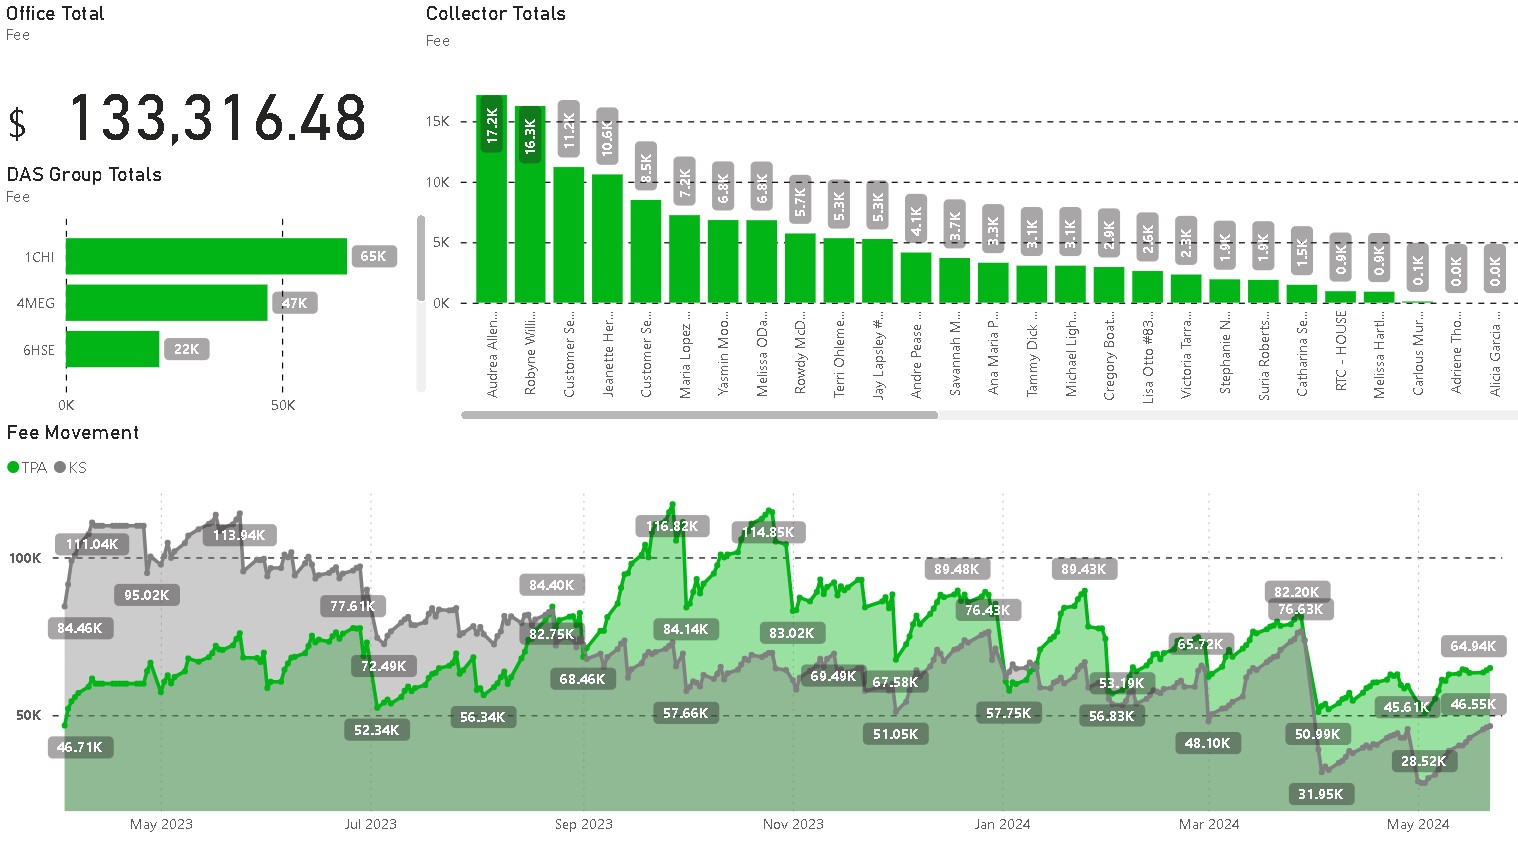 Office Total
Fee
$ 133,316.48
DAS Group Totals
Fee
1CHI 65K
4MEG 47K
6HSE 22K
0K 50K
Collector Totals
Fee
15K
10K
5K
0K
17.2K 16.3K 11.2K 10.6K 8.5K 7.2K 6.8K 6.8K 5.7K 5.3K 5.3K 4.1K 3.7K 3.3K 3.1K 3.1K 2.9K 2.6K 2.3K 1.9K 1.9K 1.5K 0.9K 0.9K 0.1K 0.0K 0.0K
Audrea Allen...
Robyne Willi...
Customer Se...
Jeanette Her...
Customer Se...
Maria Lopez ...
Yasmin Moo...
Melissa ODa...
Rowdy McD...
Terri Ohleme...
Jay Lapsley #...
Andre Pease ...
Savannah M...
Ana Maria P...
Tammy Dick ...
Michael Ligh...
Gregory Boat...
Lisa Otto #83...
Victoria Tarra...
Stephanie N...
Suria Roberts...
Catharina Se...
RTC - HOUSE
Melissa Hartl...
Carlous Mur...
Adriene Tho...
Alicia Garcia ...
Fee Movement
TPA KS
100K
50K
111.04K 95.02K 84.46K 46.71K 113.94K 77.61K 72.49K 52.34K 56.34K 84.40K 82.75K 68.46K 116.82K 84.14K 57.66K 114.85K 83.02K 69.49K 67.58K 51.05K 89.48K 76.43K 57.75K 89.43K 53.19K 56.83K 65.72K 48.10K 82.20K 76.63K 50.99K 31.95K 45.61K 28.52K 64.94K 46.55K
May 2023 Jul 2023 Sep 2023 Nov 2023 Jan 2024 Mar 2024 May 2024